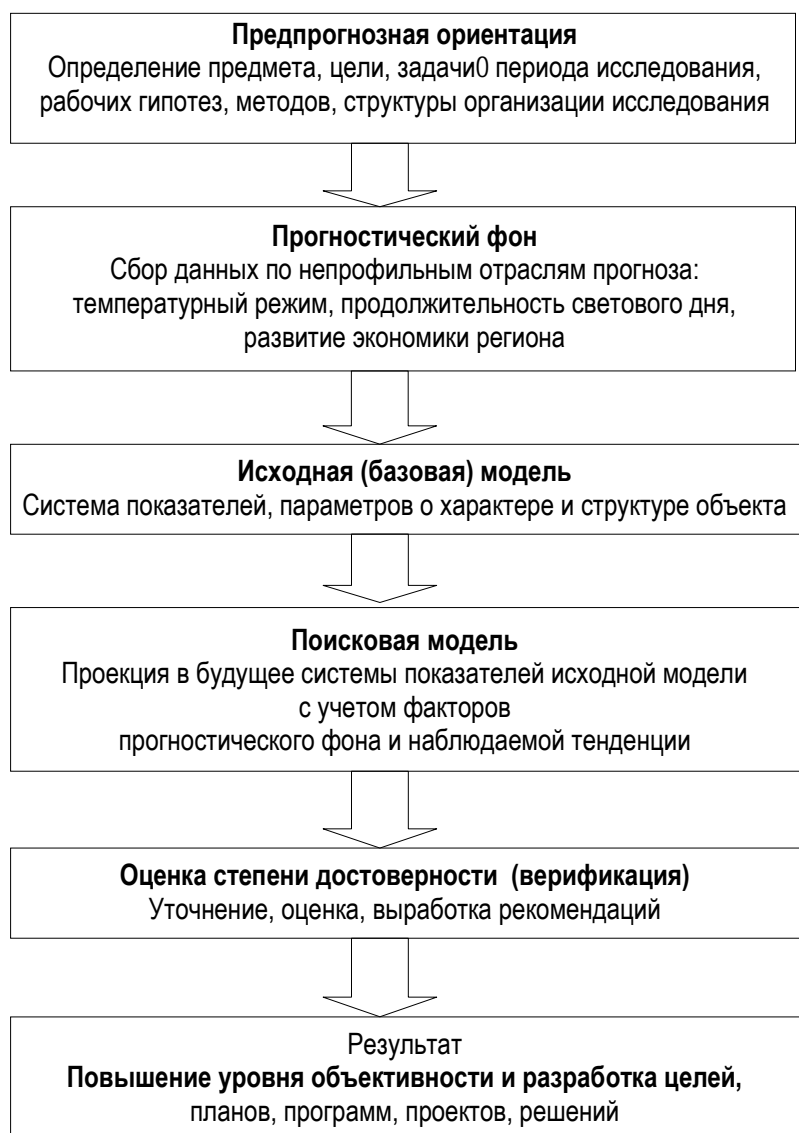 Предпрогнозная ориентация
Определение предмета, цели, задачи0 периода исследования,
рабочих гипотез, методов, структуры организации исследования
Прогностический фон
Сбор данных по непрофильным отраслям прогноза:
температурный режим, продолжительность светового дня,
развитие экономики региона
Исходная (базовая) модель
Система показателей, параметров о характере и структуре объекта
Поисковая модель
Проекция в будущее системы показателей исходной модели
с учетом факторов
прогностического фона и наблюдаемой тенденции
Оценка степени достоверности (верификация)
Уточнение, оценка, выработка рекомендаций
Результат
Повышение уровня объективности и разработка целей,
планов, программ, проектов, решений